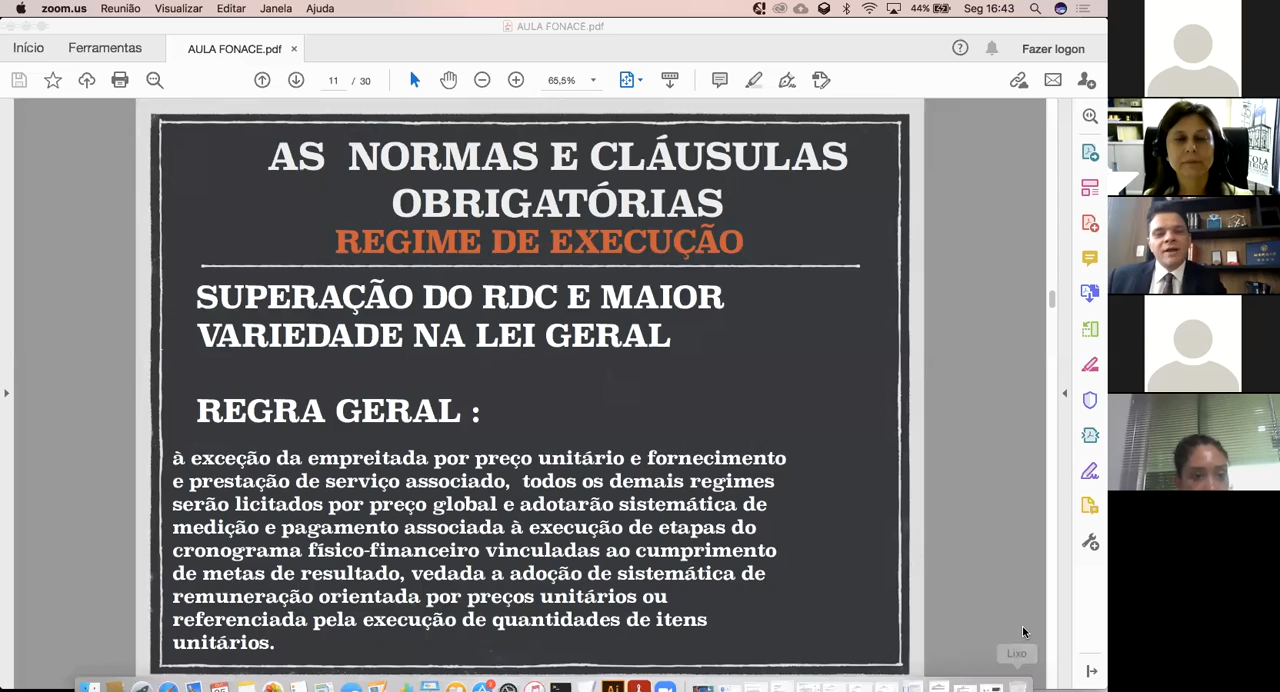 zoom.us Reunião Visualizar Editar Janela Ajuda 44% Seg 16:43
AULA FONACE.pdf
Início Ferramentas AULA FONACE.pdf × Fazer logon
11 / 30 65,5%
AS NORMAS E CLÁUSULAS
OBRIGATÓRIAS
REGIME DE EXECUÇÃO
SUPERAÇÃO DO RDC E MAIOR
VARIEDADE NA LEI GERAL
REGRA GERAL :
à exceção da empreitada por preço unitário e fornecimento
e prestação de serviço associado, todos os demais regimes
serão licitados por preço global e adotarão sistemática de
medição e pagamento associada à execução de etapas do
cronograma físico-financeiro vinculadas ao cumprimento
de metas de resultado, vedada a adoção de sistemática de
remuneração orientada por preços unitários ou
referenciada pela execução de quantidades de itens
unitários.
Lixo
Ai